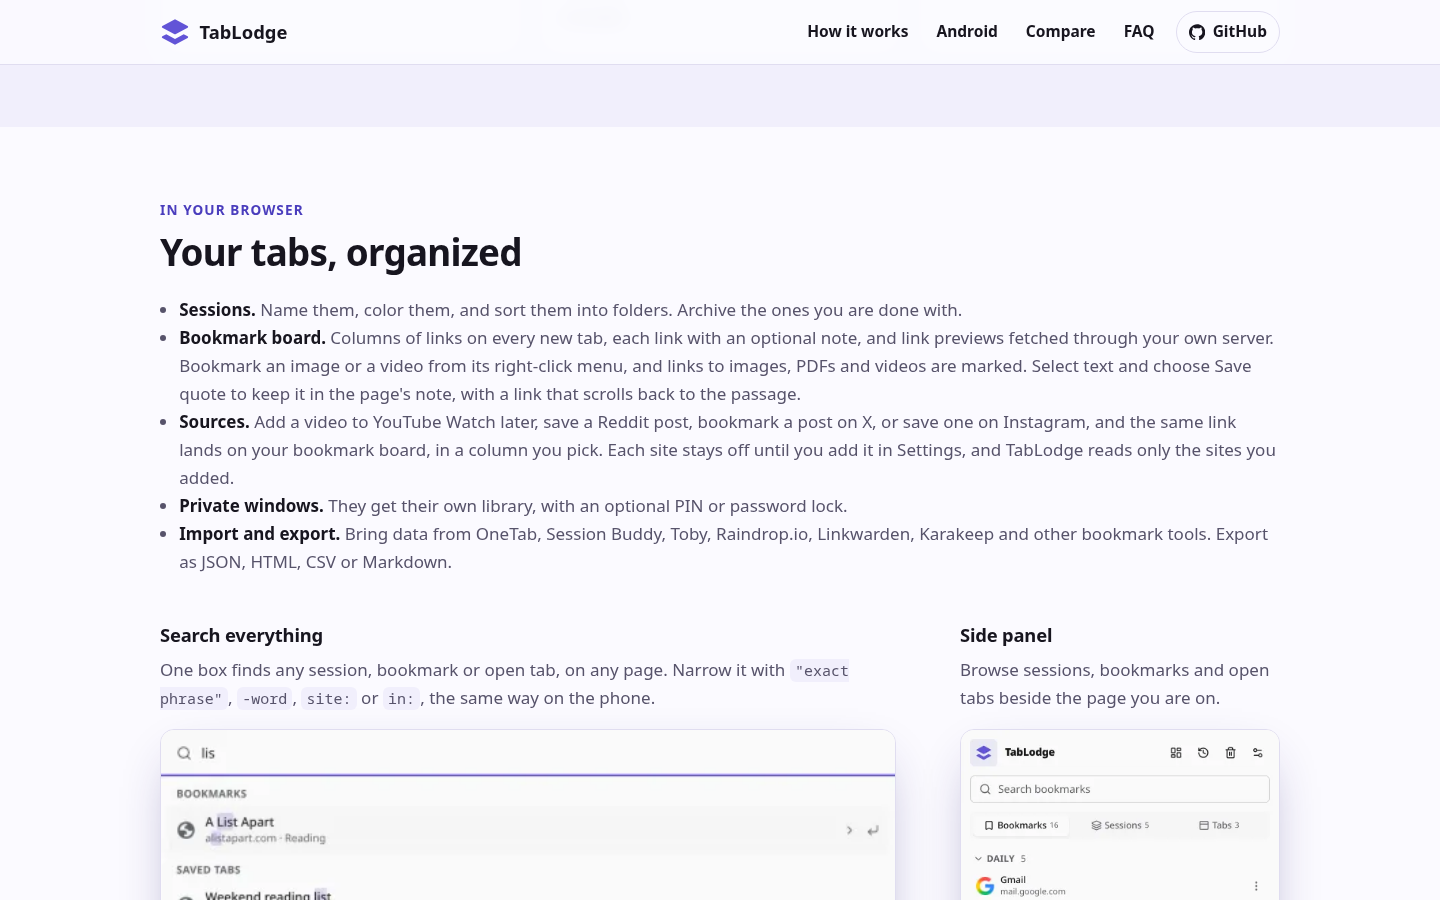 TabLodge
How it works
Android
Compare
FAQ
GitHub
IN YOUR BROWSER
Your tabs, organized
• Sessions. Name them, color them, and sort them into folders. Archive the ones you are done with.
• Bookmark board. Columns of links on every new tab, each link with an optional note, and link previews fetched through your own server.
Bookmark an image or a video from its right-click menu, and links to images, PDFs and videos are marked. Select text and choose Save
quote to keep it in the page's note, with a link that scrolls back to the passage.
• Sources. Add a video to YouTube Watch later, save a Reddit post, bookmark a post on X, or save one on Instagram, and the same link
lands on your bookmark board, in a column you pick. Each site stays off until you add it in Settings, and TabLodge reads only the sites you
added.
• Private windows. They get their own library, with an optional PIN or password lock.
• Import and export. Bring data from OneTab, Session Buddy, Toby, Raindrop.io, Linkwarden, Karakeep and other bookmark tools. Export
as JSON, HTML, CSV or Markdown.
Search everything
One box finds any session, bookmark or open tab, on any page. Narrow it with "exact
phrase", -word, site: or in:, the same way on the phone.
lis
BOOKMARKS
A List Apart
alistapart.com · Reading
SAVED TABS
Weekend reading list
Side panel
Browse sessions, bookmarks and open
tabs beside the page you are on.
TabLodge
Search bookmarks
Bookmarks 16
Sessions 5
Tabs 3
DAILY 5
Gmail
mail.google.com